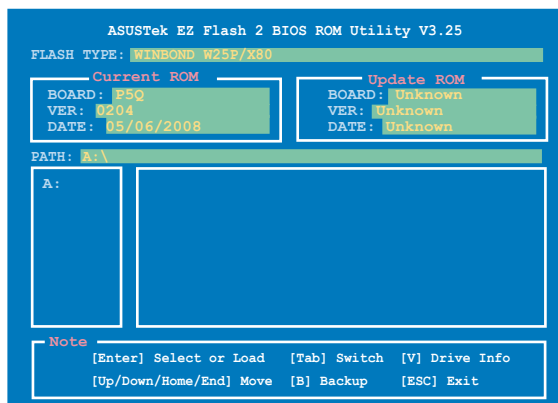 ASUSTek EZ Flash 2 BIOS ROM Utility V3.25
FLASH TYPE: WINBOND W25P/X80
Current ROM
BOARD: P5Q
VER: 0204
DATE: 05/06/2008
Update ROM
BOARD: Unknown
VER: Unknown
DATE: Unknown
PATH: A:\
A:
Note
[Enter] Select or Load [Tab] Switch [V] Drive Info
[Up/Down/Home/End] Move [B] Backup [ESC] Exit